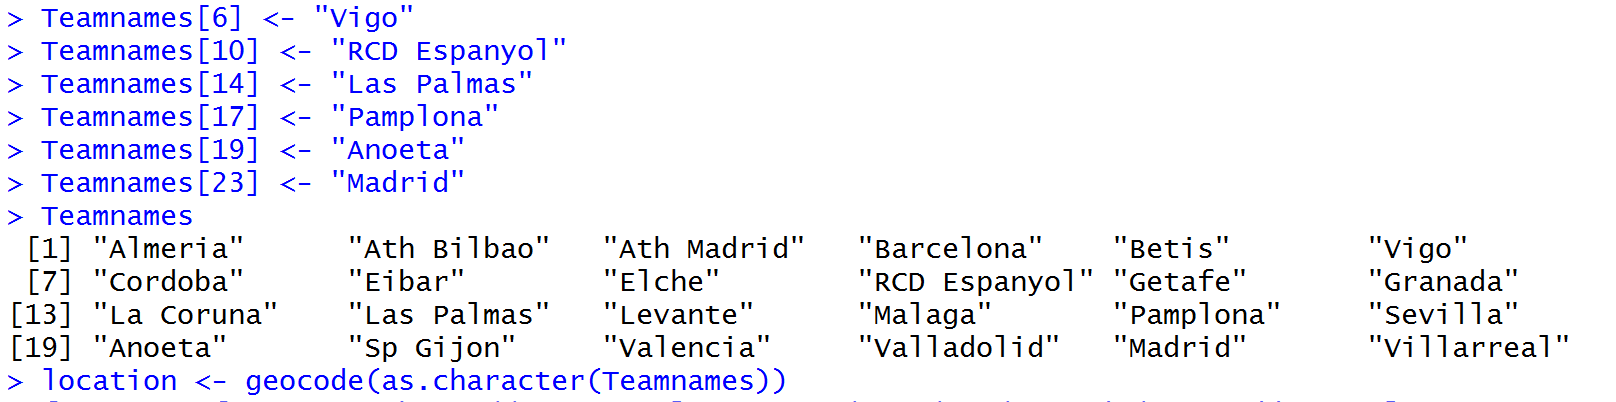 > Teamnames[6] <- "Vigo"
> Teamnames[10] <- "RCD Espanyol"
> Teamnames[14] <- "Las Palmas"
> Teamnames[17] <- "Pamplona"
> Teamnames[19] <- "Anoeta"
> Teamnames[23] <- "Madrid"
> Teamnames
[1] "Almeria" "Ath Bilbao" "Ath Madrid" "Barcelona" "Betis" "Vigo"
[7] "Cordoba" "Eibar" "Elche" "RCD Espanyol" "Getafe" "Granada"
[13] "La Coruna" "Las Palmas" "Levante" "Malaga" "Pamplona" "Sevilla"
[19] "Anoeta" "Sp Gijon" "Valencia" "Valladolid" "Madrid" "Villarreal"
> location <- geocode(as.character(Teamnames))